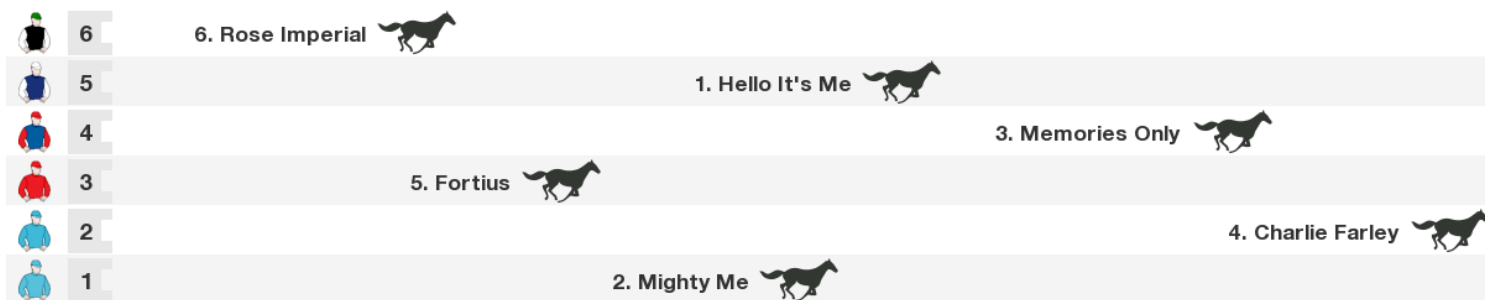 6 6. Rose Imperial
5 1. Hello It's Me
4 3. Memories Only
3 5. Fortius
2 4. Charlie Farley
1 2. Mighty Me